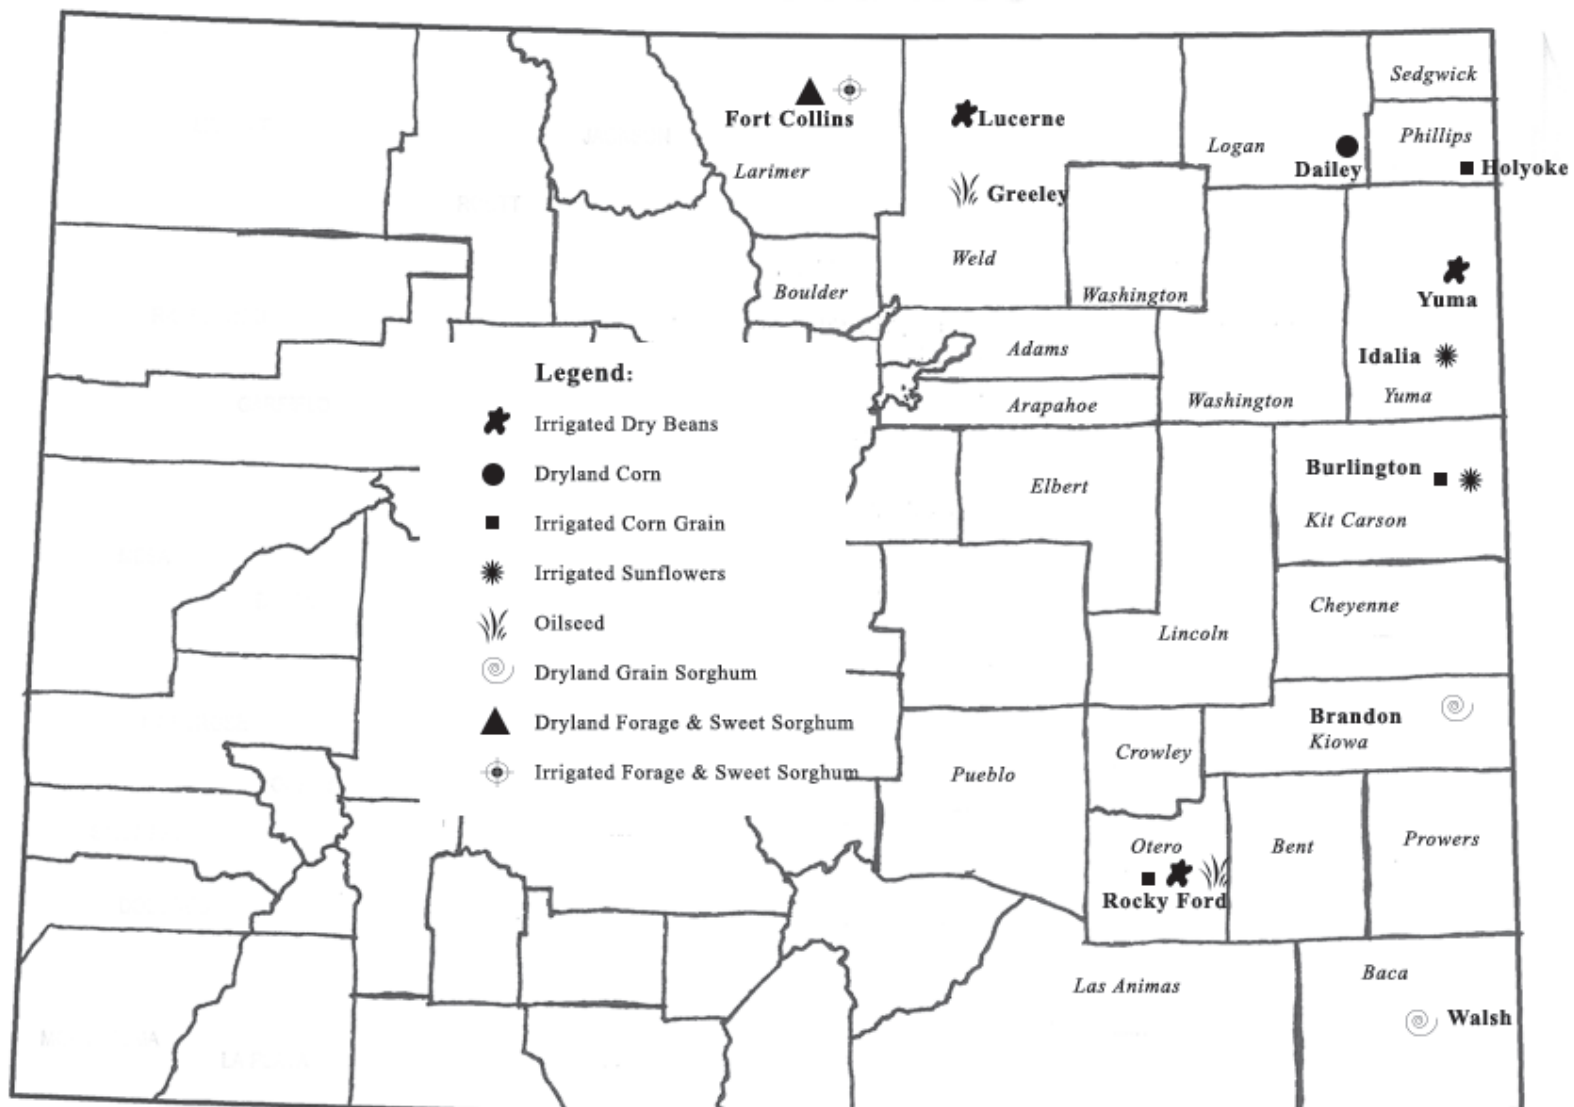 Sedgwick
Fort Collins
Lucerne
Phillips
Logan
Dailey
Holyoke
Larimer
Greeley
Weld
Boulder
Washington
Yuma
Adams
Idalia
Arapahoe
Washington
Yuma
Legend:
Irrigated Dry Beans
Dryland Corn
Irrigated Corn Grain
Irrigated Sunflowers
Oilseed
Dryland Grain Sorghum
Dryland Forage & Sweet Sorghum
Irrigated Forage & Sweet Sorghum
Burlington
Elbert
Kit Carson
Cheyenne
Lincoln
Brandon
Kiowa
Crowley
Pueblo
Otero
Bent
Prowers
Rocky Ford
Las Animas
Baca
Walsh